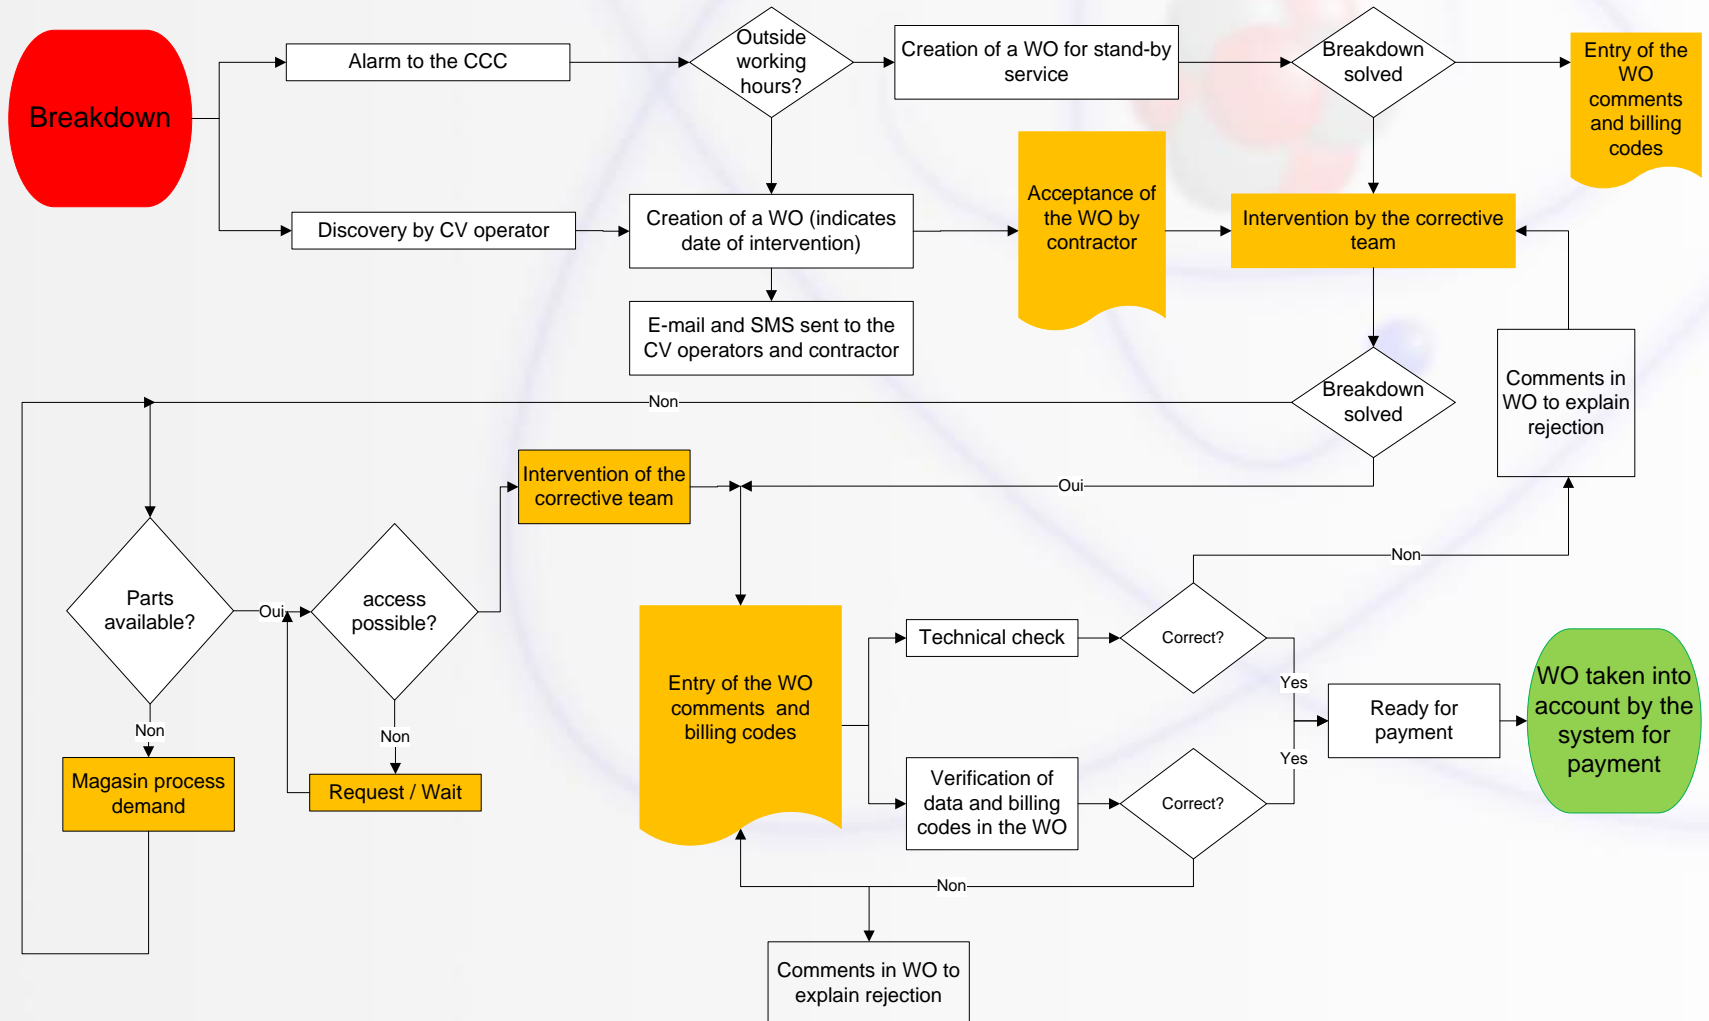 Breakdown
Alarm to the CCC
Outside
working
hours?
Creation of a WO for stand-by
service
Breakdown
solved
Entry of the
WO
comments
and billing
codes
Discovery by CV operator
Creation of a WO (indicates
date of intervention)
Acceptance of
the WO by
contractor
Intervention by the corrective
team
E-mail and SMS sent to the
CV operators and contractor
Breakdown
solved
Comments in
WO to explain
rejection
Non
Intervention of the
corrective team
Oui
Non
Parts
available?
Oui
access
possible?
Technical check
Correct?
Entry of the WO
comments and
billing codes
Yes
Ready for
payment
WO taken into
account by the
system for
payment
Non
Non
Yes
Magasin process
demand
Request / Wait
Verification of
data and billing
codes in the WO
Correct?
Non
Comments in WO to
explain rejection